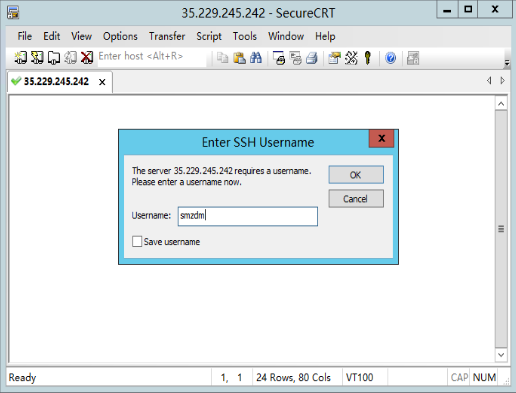 35.229.245.242 - SecureCRT
File Edit View Options Transfer Script Tools Window Help
Enter host <Alt+R>
35.229.245.242
Enter SSH Username
The server 35.229.245.242 requires a username.
Please enter a username now.
OK
Cancel
Username: smzdm
Save username
Ready 1, 1 24 Rows, 80 Cols VT100 CAP NUM